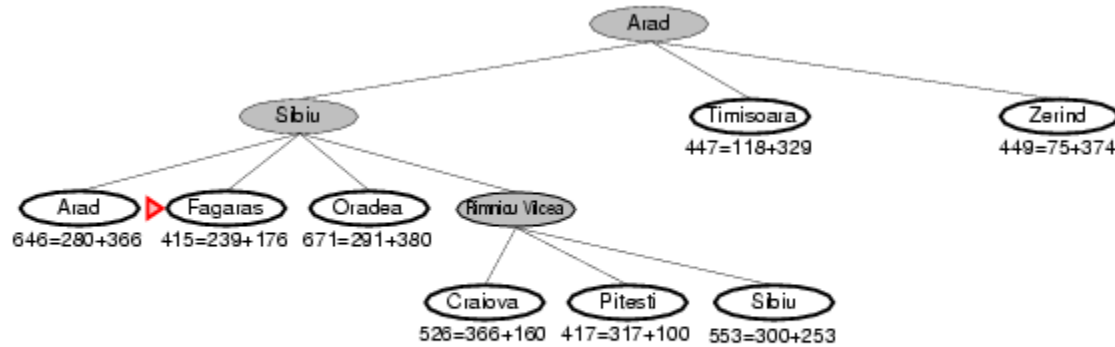 Arad
Sibiu
Timisoara
Zerind
447=118+329
449=75+374
Arad
Fagaras
Oradea
Rimnicu Vilcea
646=280+366
415=239+176
671=291+380
Craiova
Pitesti
Sibiu
526=366+160
417=317+100
553=300+253